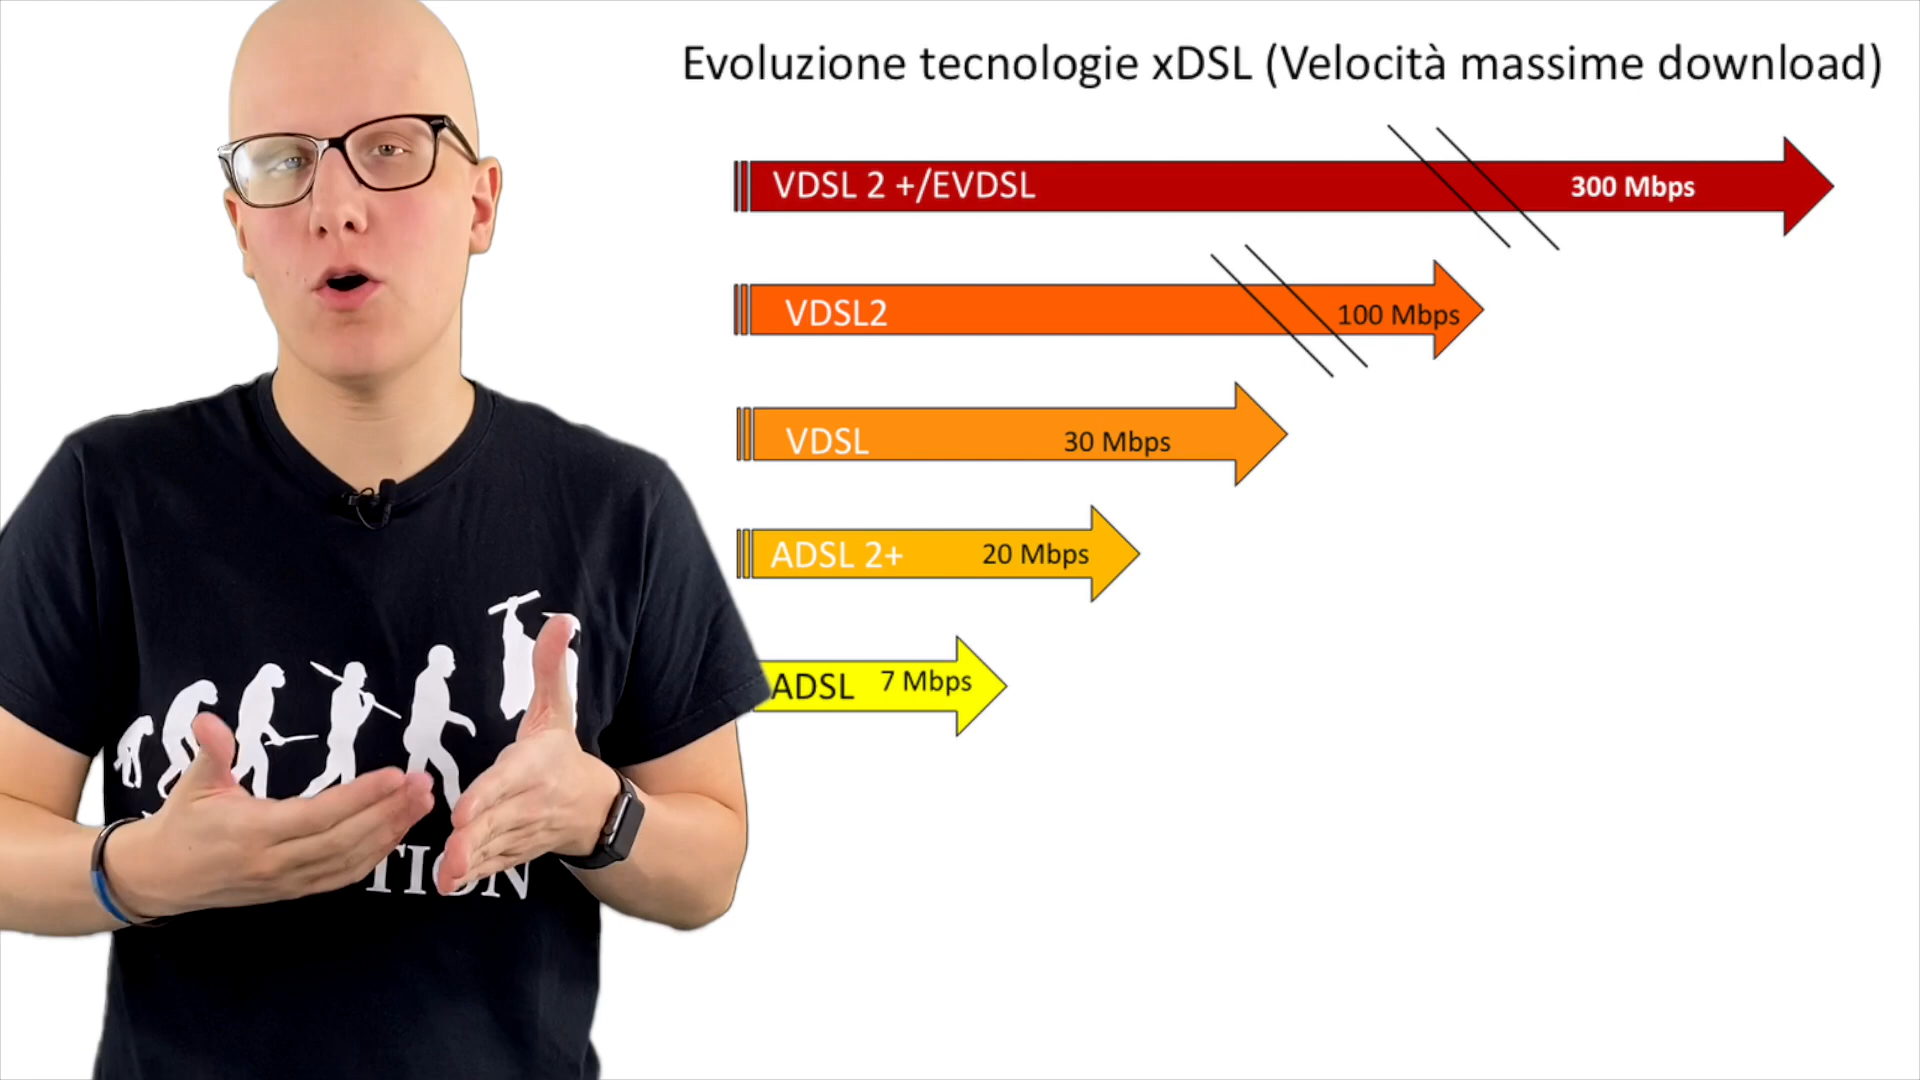 Evoluzione tecnologie xDSL (Velocità massime download)
VDSL 2 +/EVDSL 300 Mbps
VDSL2 100 Mbps
VDSL 30 Mbps
ADSL 2+ 20 Mbps
ADSL 7 Mbps